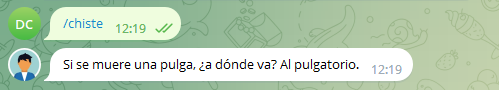 DC
/chiste
12:19
Si se muere una pulga, ¿a dónde va? Al pulgatorio.
12:19